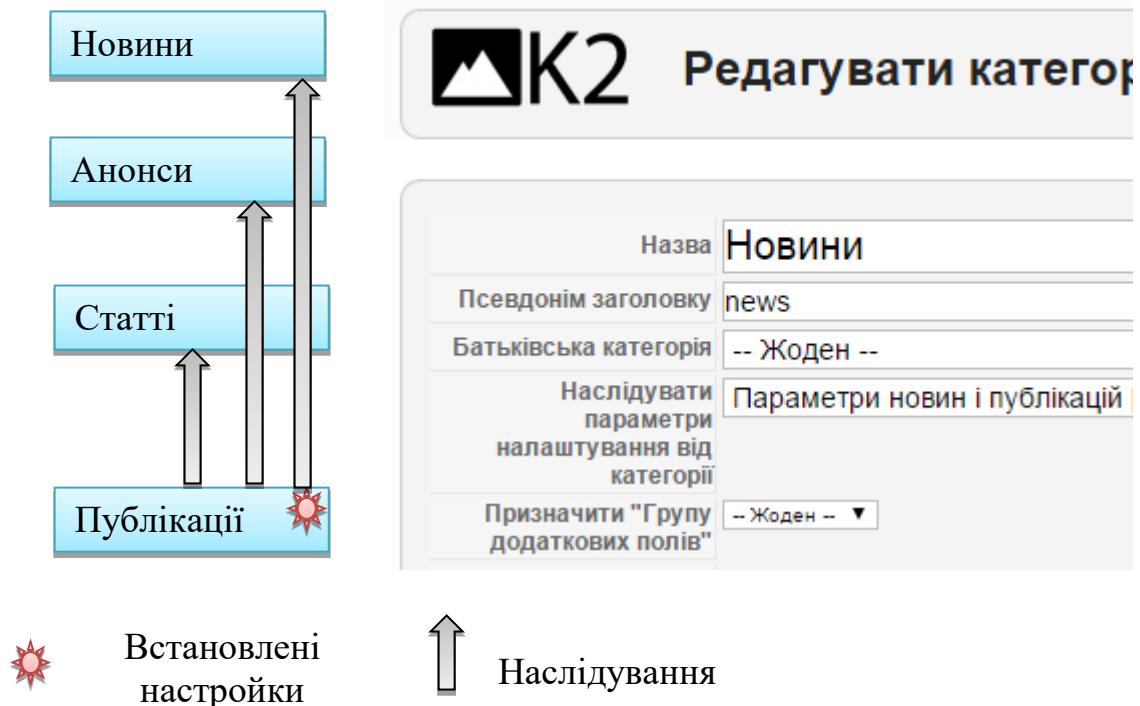 Новини
Анонси
Статті
Публікації
K2 Редагувати категор
Назва Новини
Псевдонім заголовку news
Батьківська категорія -- Жоден --
Наслідувати Параметри новин і публікацій
параметри
налаштування від
категорії
Призначити "Групу -- Жоден --
додаткових полів"
Встановлені
настройки
Наслідування